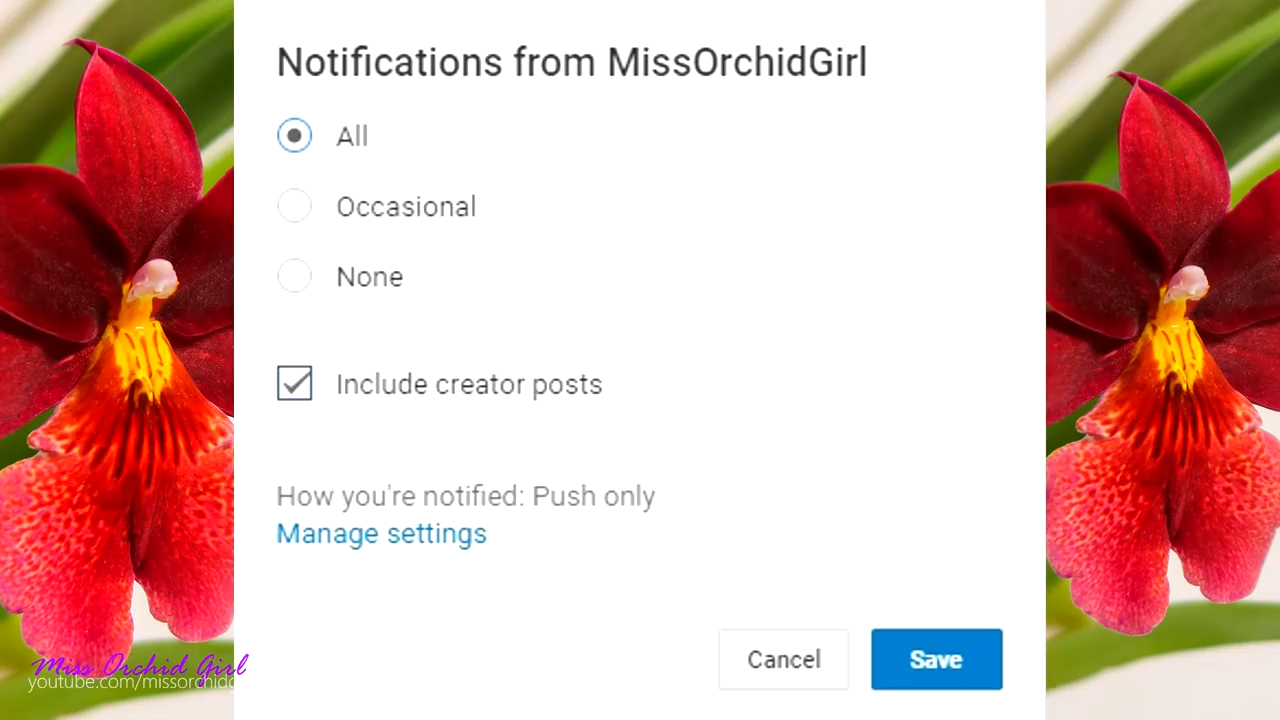 Notifications from MissOrchidGirl
All
Occasional
None
Include creator posts
How you're notified: Push only
Manage settings
Cancel
Save
Miss Orchid Girl